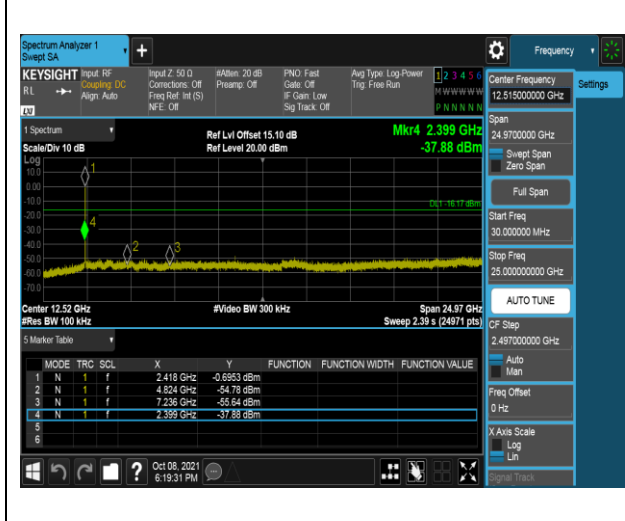 Spectrum Analyzer 1
Swept SA
Frequency
KEYSIGHT
RL
LXI
Input: RF
Coupling: DC
Align: Auto
Input Z: 50 Ω
Corrections: Off
Freq Ref: Int (S)
NFE: Off
#Atten: 20 dB
Preamp: Off
PNO: Fast
Gate: Off
IF Gain: Low
Sig Track: Off
Avg Type: Log-Power
Trig: Free Run
1 2 3 4 5 6
M W W W W W
P N N N N N
1 Spectrum
Scale/Div 10 dB
Ref Lvl Offset 15.10 dB
Ref Level 20.00 dBm
Mkr4 2.399 GHz
-37.88 dBm
Log
10.0
0.00
-10.0
-20.0
-30.0
-40.0
-50.0
-60.0
-70.0
1
4
2
3
DL1 -16.17 dBm
Center 12.52 GHz
#Res BW 100 kHz
#Video BW 300 kHz
Span 24.97 GHz
Sweep 2.39 s (24971 pts)
5 Marker Table
MODE TRC SCL X Y FUNCTION FUNCTION WIDTH FUNCTION VALUE
1 N 1 f 2.418 GHz -0.6953 dBm
2 N 1 f 4.824 GHz -54.78 dBm
3 N 1 f 7.236 GHz -55.64 dBm
4 N 1 f 2.399 GHz -37.88 dBm
5
6
?
Oct 08, 2021
6:19:31 PM
Settings
Center Frequency
12.515000000 GHz
Span
24.9700000 GHz
Swept Span
Zero Span
Full Span
Start Freq
30.000000 MHz
Stop Freq
25.000000000 GHz
AUTO TUNE
CF Step
2.497000000 GHz
Auto
Man
Freq Offset
0 Hz
X Axis Scale
Log
Lin
Signal Track